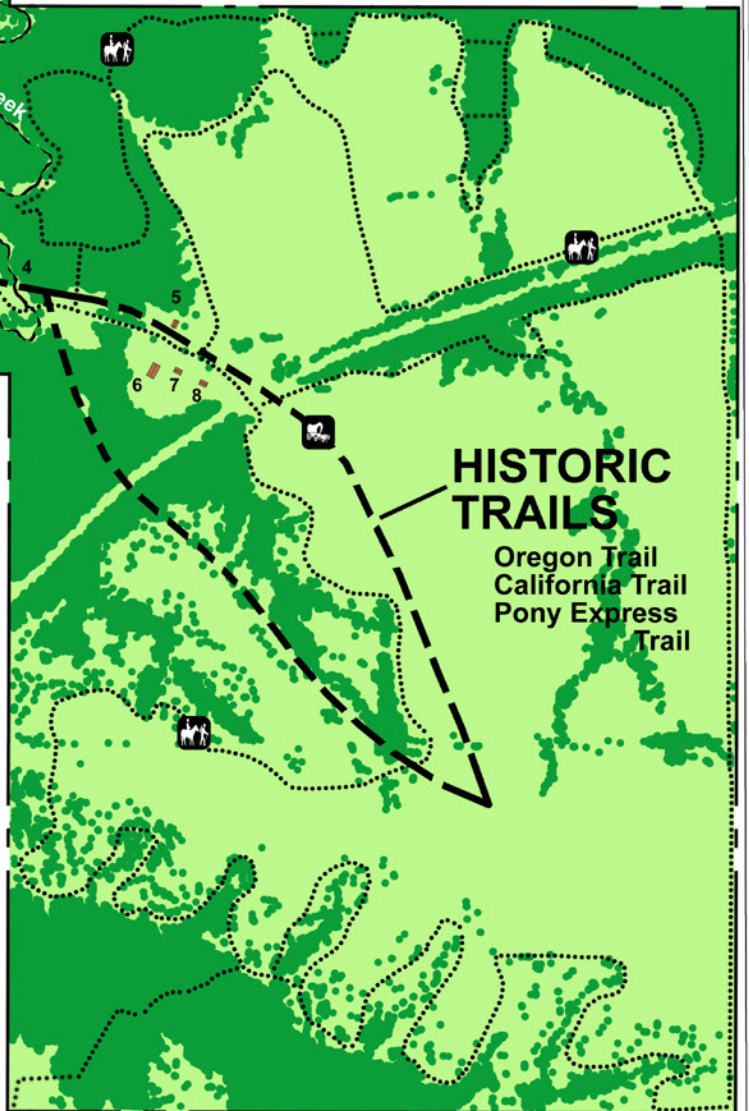 eek
4
5
6
7
8
HISTORIC
TRAILS
Oregon Trail
California Trail
Pony Express
Trail